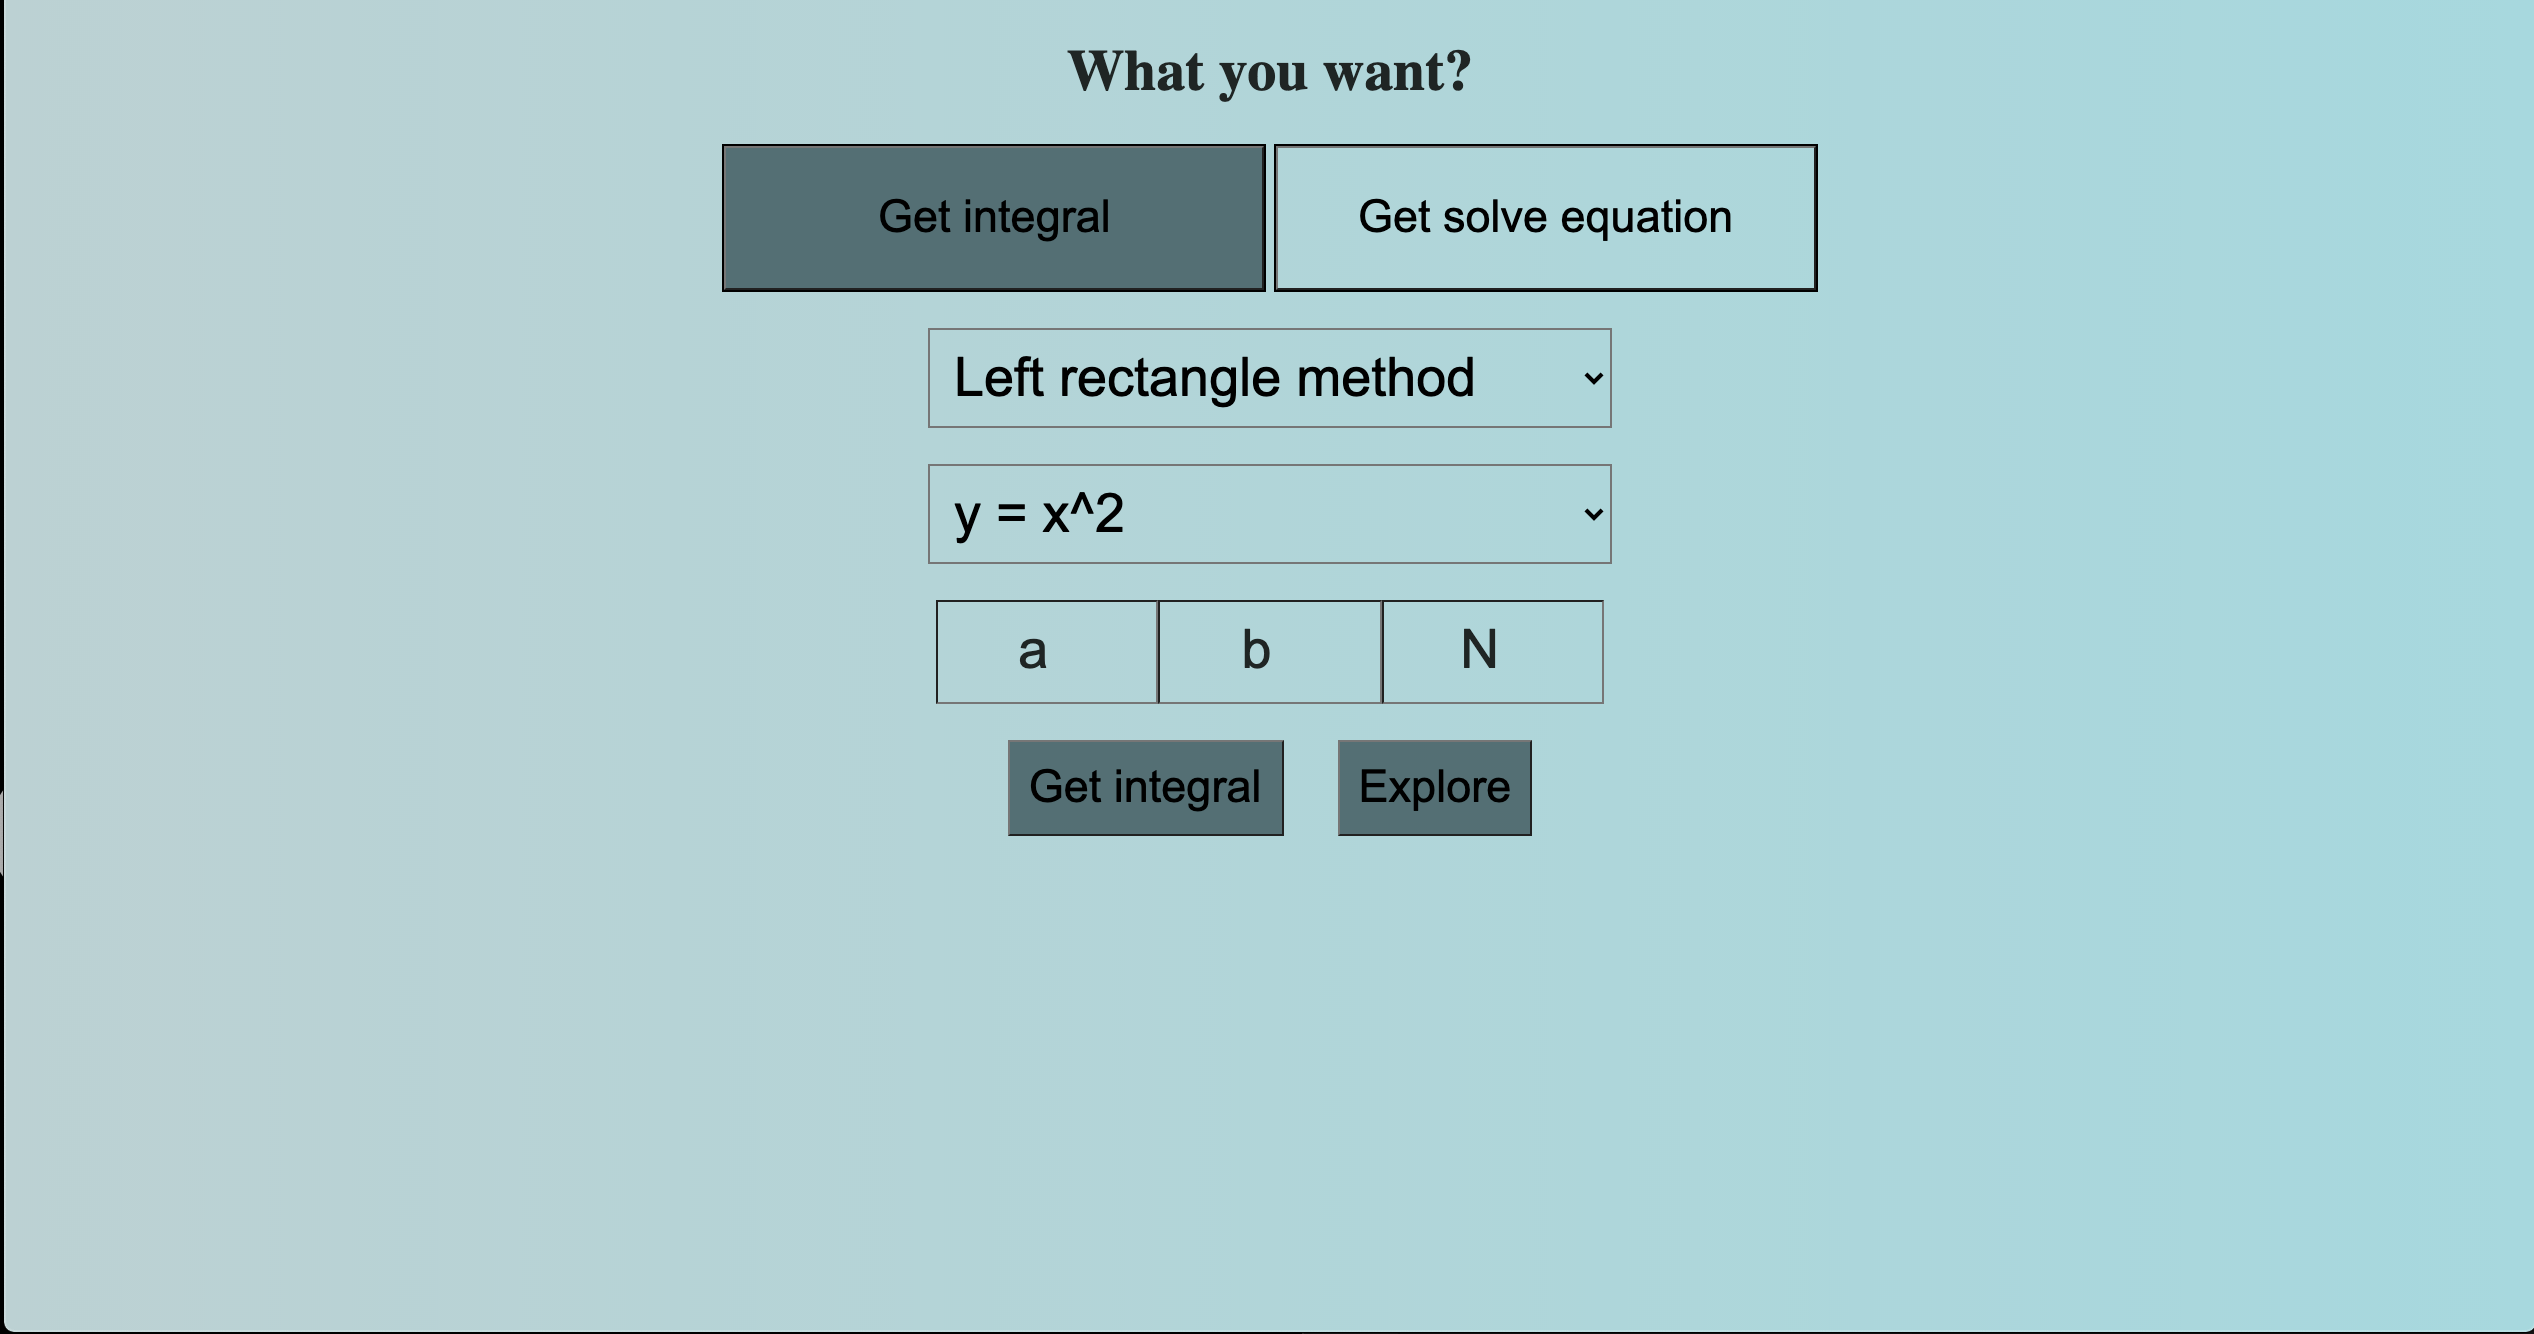 What you want?
Get integral Get solve equation
Left rectangle method
y = x^2
a b N
Get integral Explore